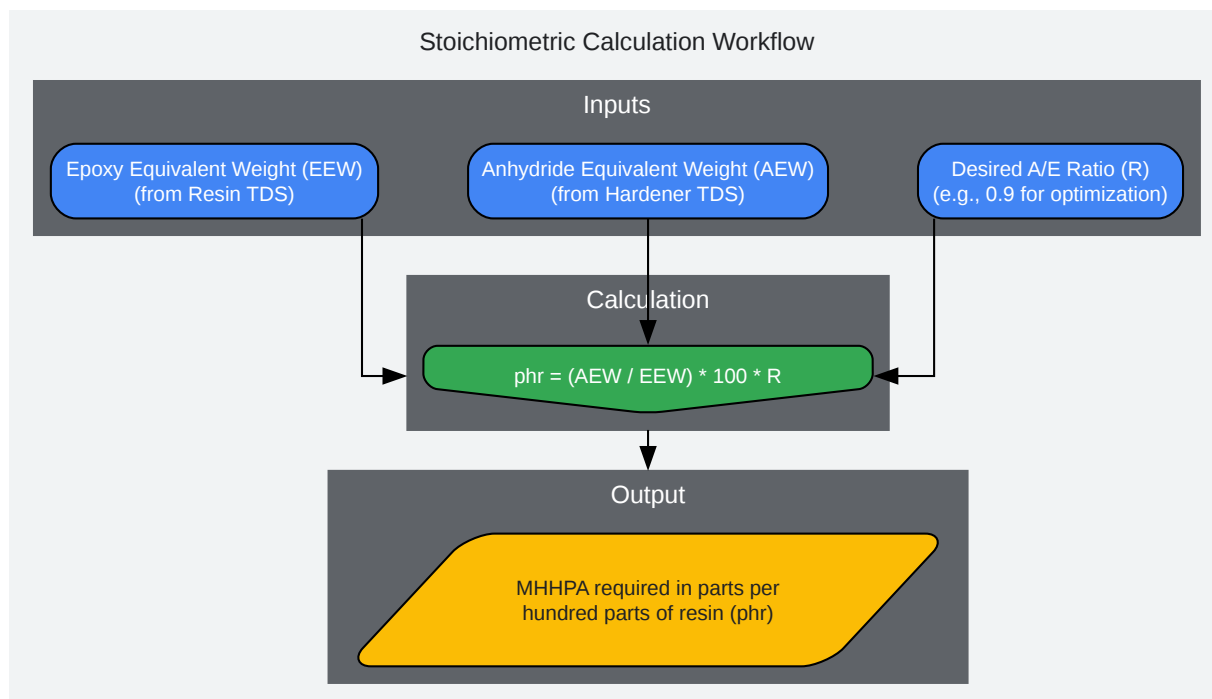 Stoichiometric Calculation Workflow
Inputs
Epoxy Equivalent Weight (EEW)
(from Resin TDS)
Anhydride Equivalent Weight (AEW)
(from Hardener TDS)
Desired A/E Ratio (R)
(e.g., 0.9 for optimization)
Calculation
phr = (AEW / EEW) * 100 * R
Output
MHHPA required in parts per
hundred parts of resin (phr)